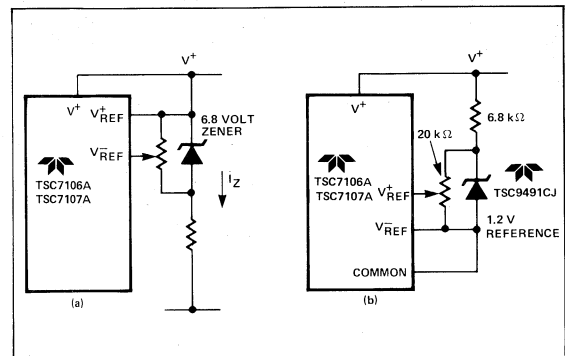 V+
V+
V+REF
V-REF
6.8 VOLT
ZENER
TSC7106A
TSC7107A
iZ
(a)
V+
V+
6.8 kΩ
20 kΩ
TSC7106A
TSC7107A
V+REF
TSC9491CJ
V-REF
1.2 V
REFERENCE
COMMON
(b)